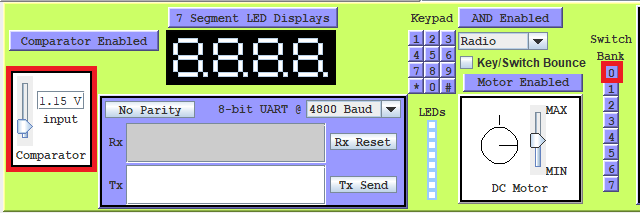 7 Segment LED Displays
Keypad
AND Enabled
Switch
Bank
Comparator Enabled
8.8.8.8.
1 2 3
4 5 6
7 8 9
* 0 #
Radio
Key/Switch Bounce
Motor Enabled
1.15 V
input
Comparator
No Parity
8-bit UART @
4800 Baud
Rx
Rx Reset
Tx
Tx Send
LEDs
MAX
MIN
DC Motor
0
1
2
3
4
5
6
7